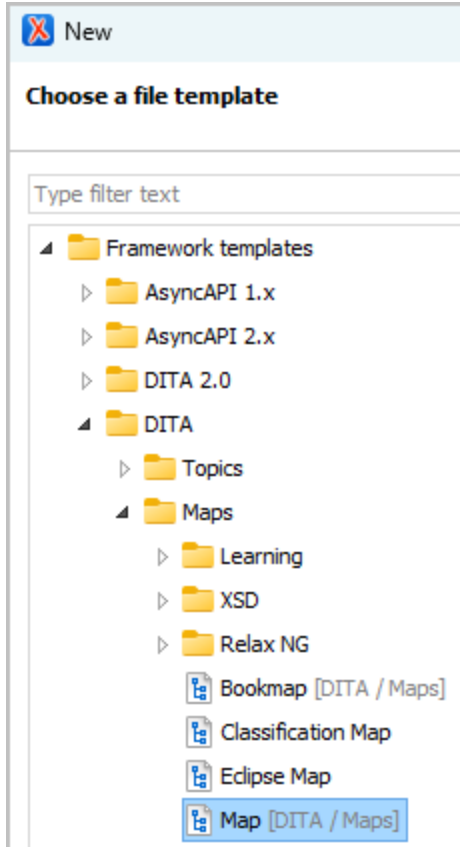 New
Choose a file template
Type filter text
Framework templates
AsyncAPI 1.x
AsyncAPI 2.x
DITA 2.0
DITA
Topics
Maps
Learning
XSD
Relax NG
Bookmap [DITA / Maps]
Classification Map
Eclipse Map
Map [DITA / Maps]